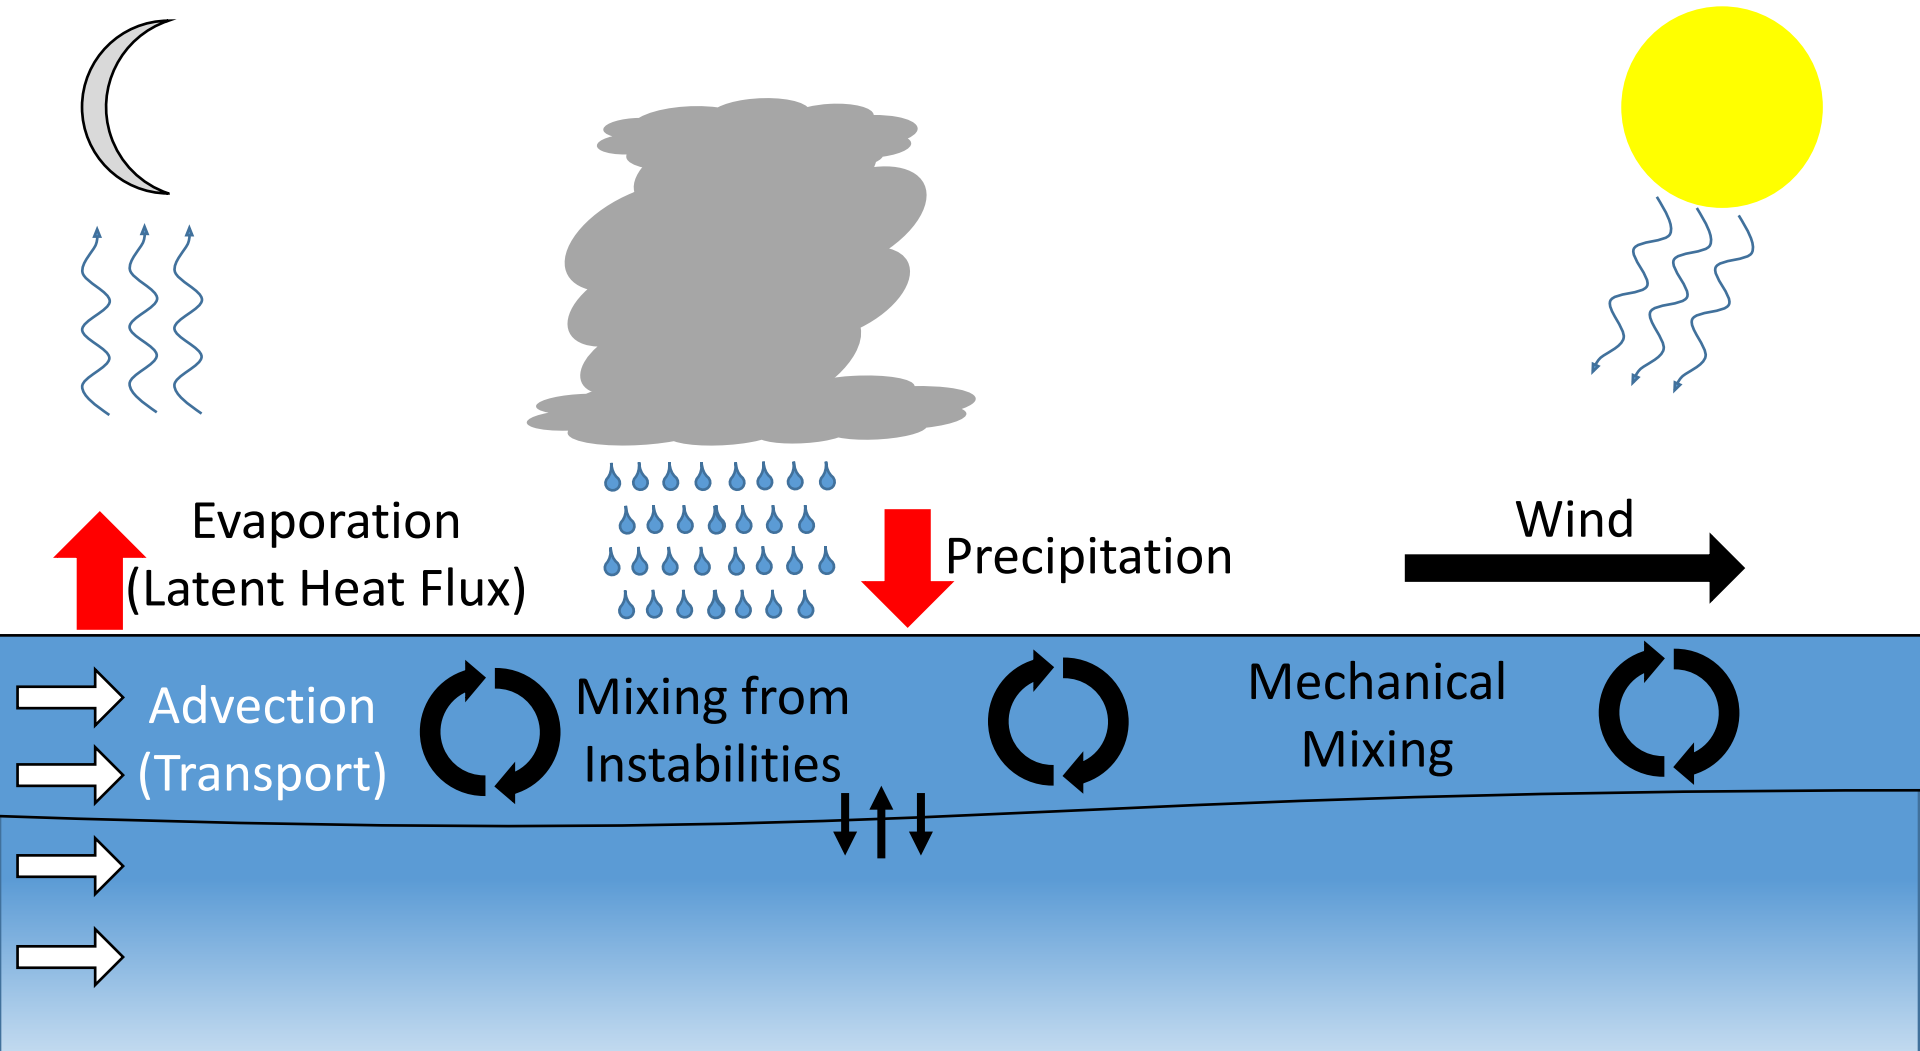 Evaporation
(Latent Heat Flux)
Precipitation
Wind
Advection
(Transport)
Mixing from
Instabilities
Mechanical
Mixing